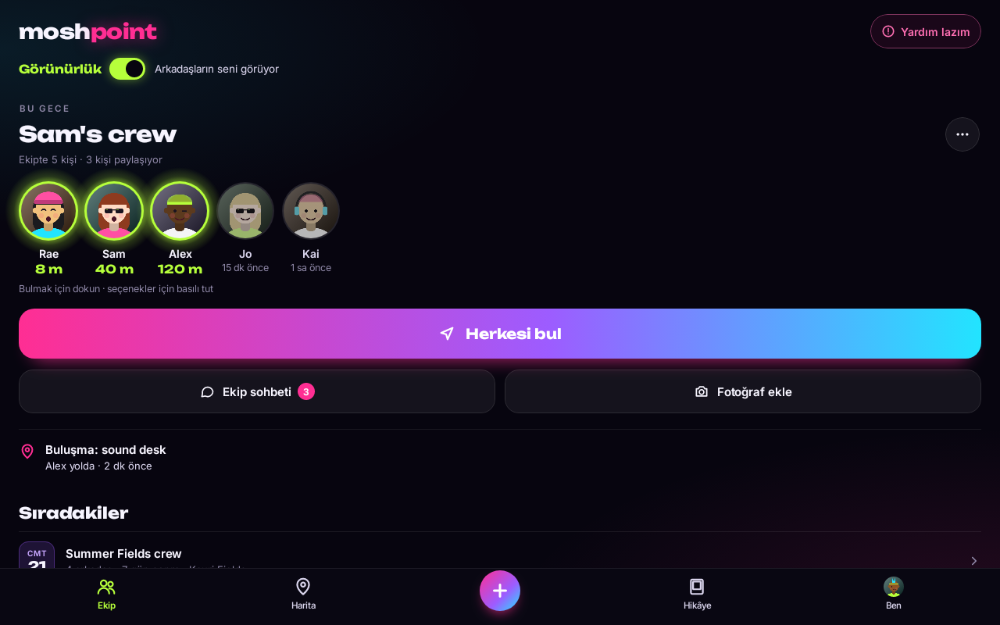 moshpoint
Yardım lazım
Görünürlük
Arkadaşların seni görüyor
BU GECE
Sam's crew
Ekipte 5 kişi · 3 kişi paylaşıyor
Rae
Sam
Alex
Jo
Kai
8 m
40 m
120 m
15 dk önce
1 sa önce
Bulmak için dokun · seçenekler için basılı tut
Herkesi bul
Ekip sohbeti 3
Fotoğraf ekle
Buluşma: sound desk
Alex yolda · 2 dk önce
Sıradakiler
CMT
21
Summer Fields crew
Ekip
Harita
Hikâye
Ben